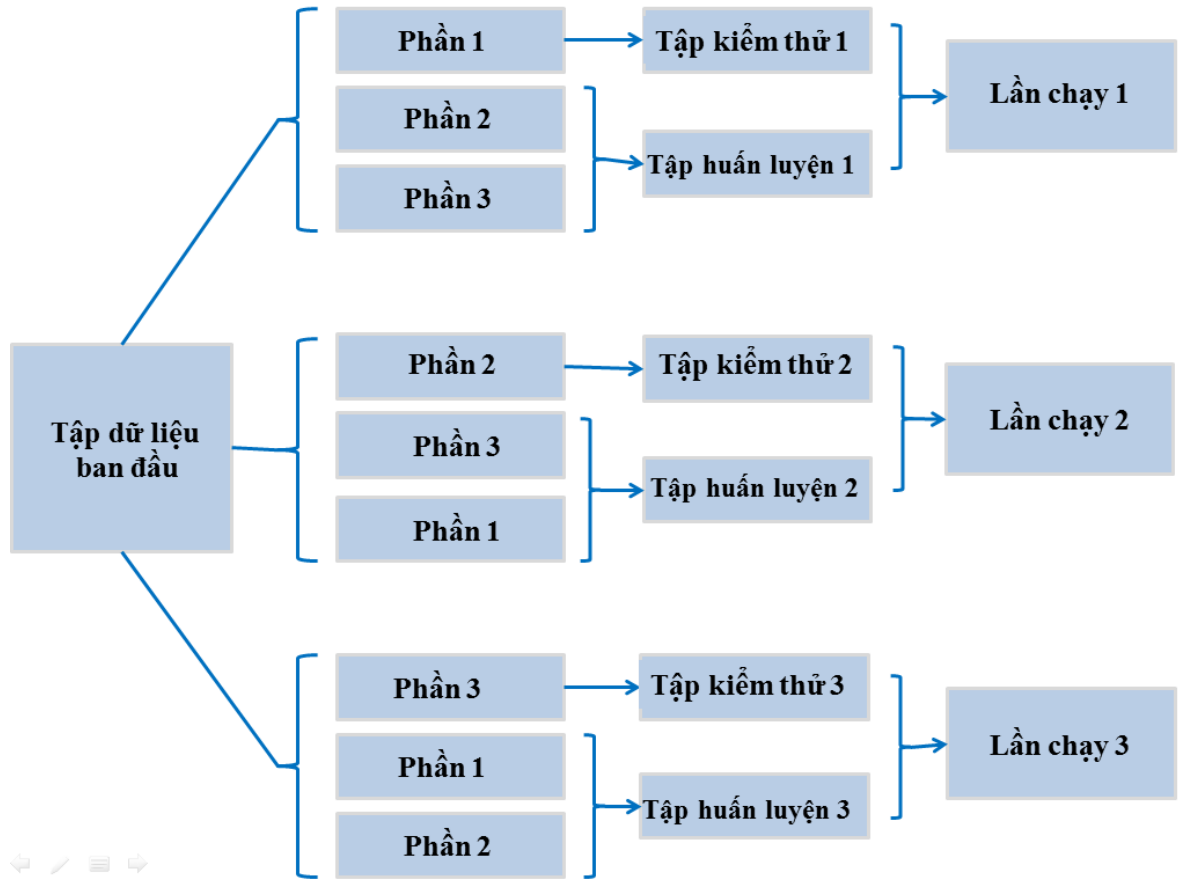 Phần 1
Tập kiểm thử 1
Phần 2
Phần 3
Tập huấn luyện 1
Lần chạy 1
Tập dữ liệu
ban đầu
Phần 2
Tập kiểm thử 2
Phần 3
Phần 1
Tập huấn luyện 2
Lần chạy 2
Phần 3
Tập kiểm thử 3
Phần 1
Phần 2
Tập huấn luyện 3
Lần chạy 3